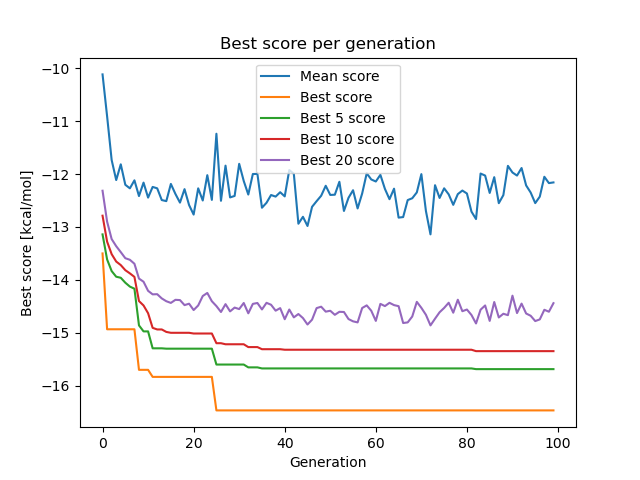 Best score per generation
Best score [kcal/mol]
−10
−11
−12
−13
−14
−15
−16
Mean score
Best score
Best 5 score
Best 10 score
Best 20 score
0 20 40 60 80 100
Generation